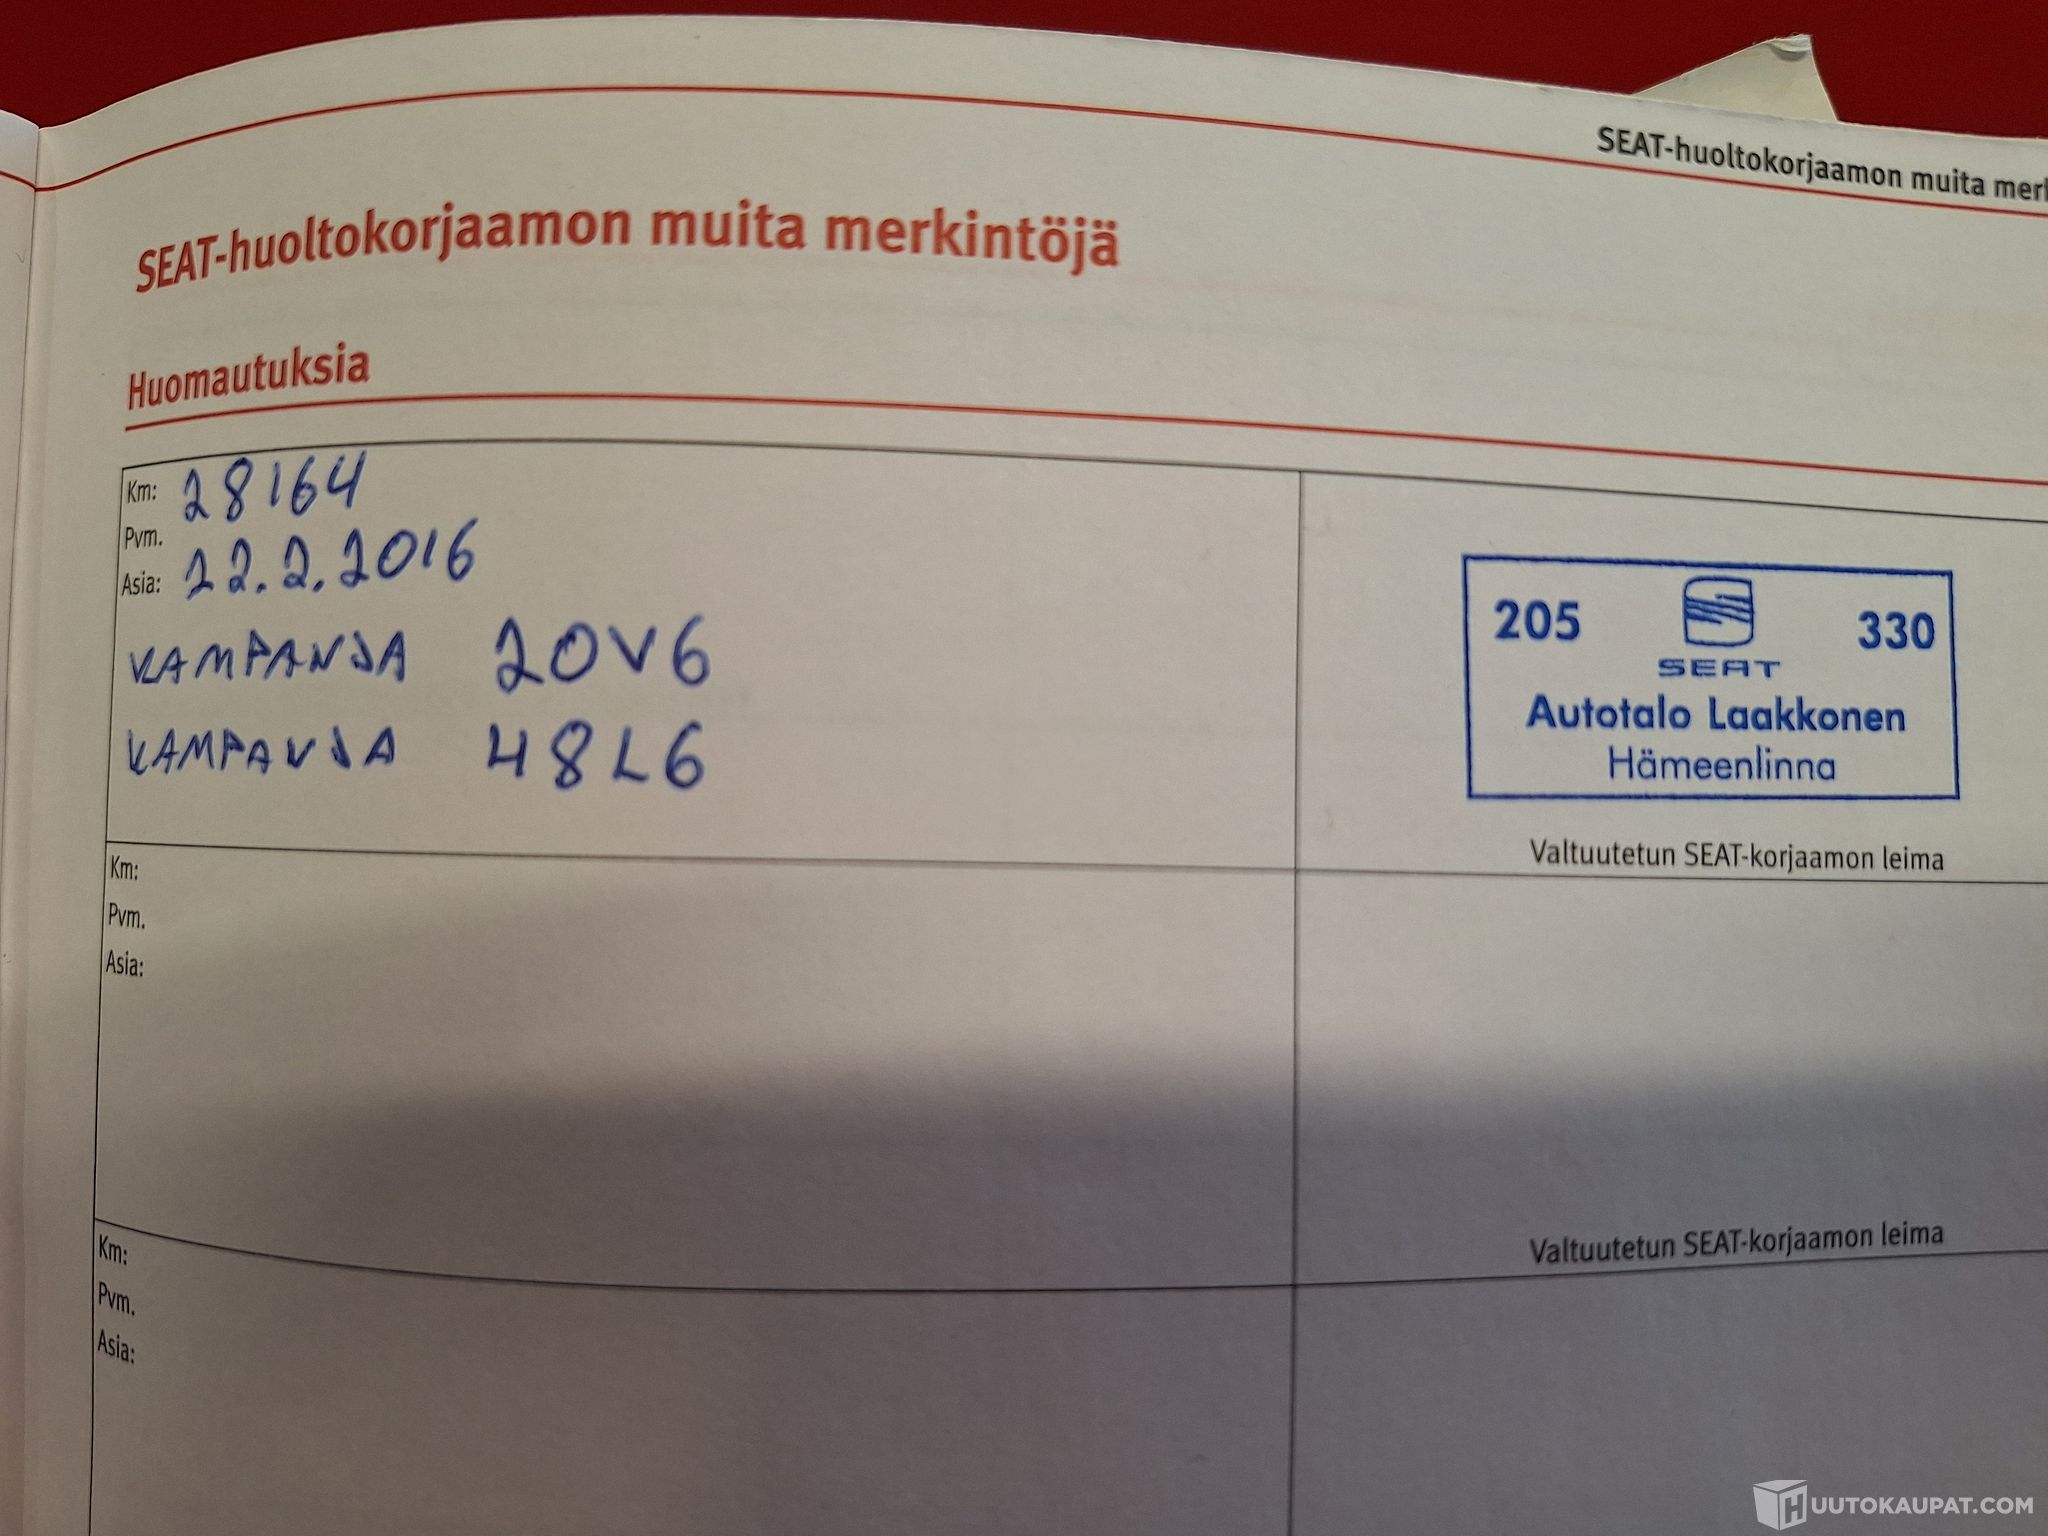 SEAT-huoltokorjaamon muita merk
SEAT-huoltokorjaamon muita merkintöjä
Huomautuksia
Km: 28164
Pvm. 22.2.2016
Asia:
KAMPANJA 20V6
KAMPANJA 48L6
205 SEAT 330
Autotalo Laakkonen
Hämeenlinna
Valtuutetun SEAT-korjaamon leima
Km:
Pvm.
Asia:
Valtuutetun SEAT-korjaamon leima
Km:
Pvm.
Asia:
HUUTOKAUPAT.COM